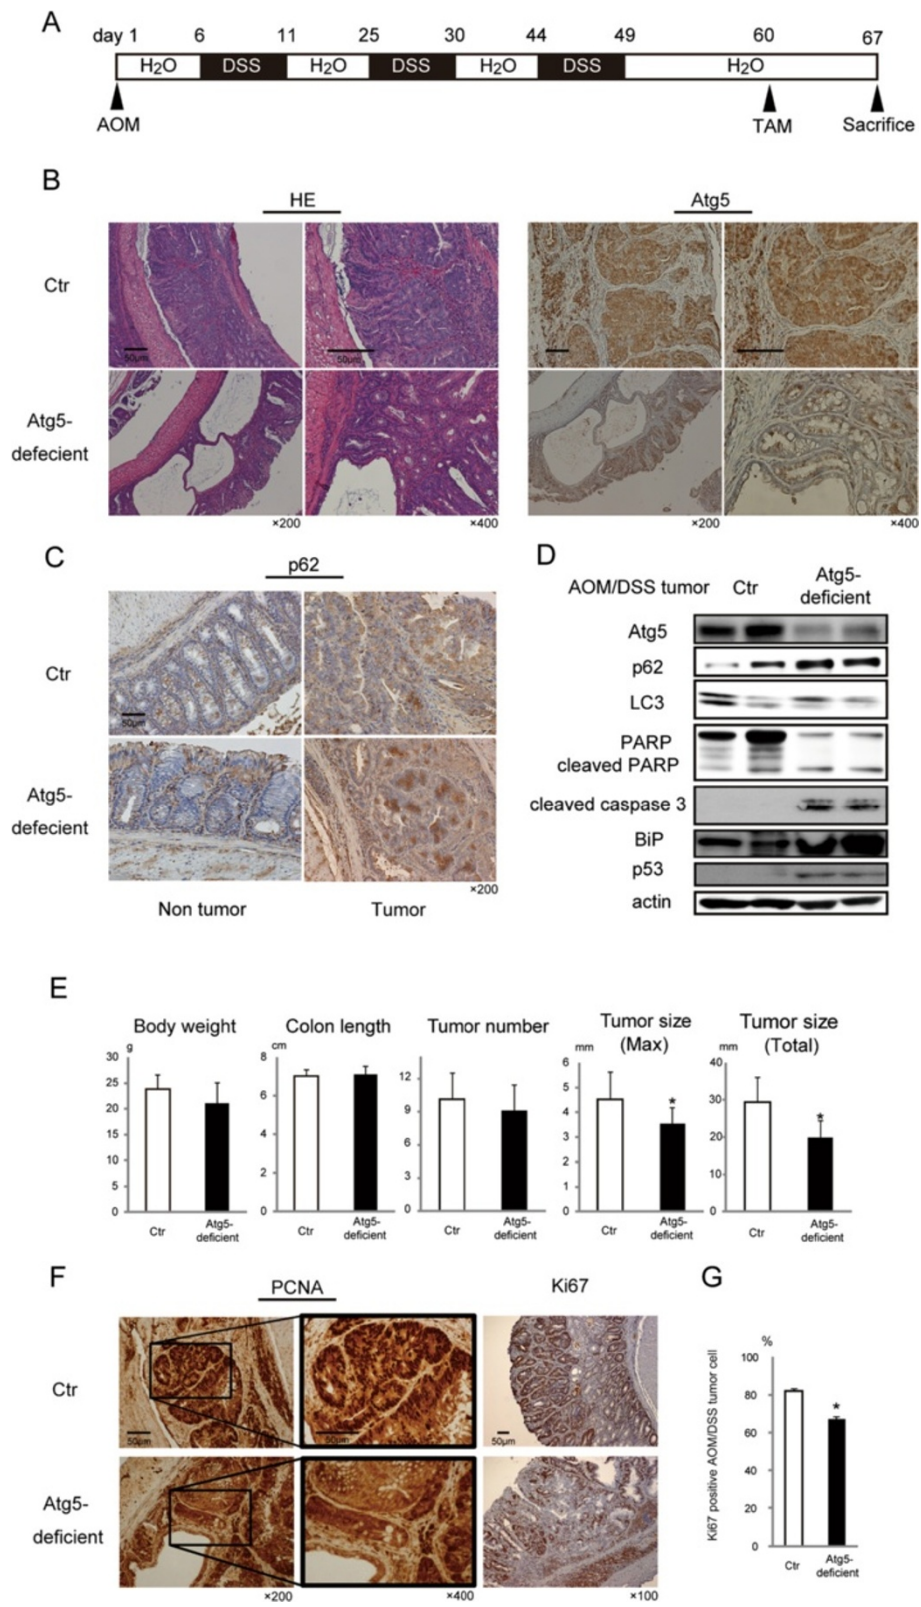 A
day 1 6 11 25 30 44 49 60 67
H2O DSS H2O DSS H2O DSS H2O
AOM TAM Sacrifice
B
HE Atg5
Ctr
50μm 50μm
Atg5-
defecient
×200 ×400 ×200 ×400
C
p62
Ctr
50μm
Atg5-
defecient
×200
Non tumor Tumor
D
AOM/DSS tumor Ctr Atg5-
deficient
Atg5
p62
LC3
PARP
cleaved PARP
cleaved caspase 3
BiP
p53
actin
E
Body weight
g
30
25
20
15
10
5
0
Ctr Atg5-
deficient
Colon length
cm
8
6
4
2
0
Ctr Atg5-
deficient
Tumor number
12
9
6
3
0
Ctr Atg5-
deficient
Tumor size
(Max)
mm
6
5
4
3
2
1
0
*
Ctr Atg5-
deficient
Tumor size
(Total)
mm
40
30
20
10
0
*
Ctr Atg5-
deficient
F
PCNA Ki67
Ctr
50μm 50μm 50μm
Atg5-
deficient
×200 ×400 ×100
G
%
Ki67 positive AOM/DSS tumor cell
100
80
60
40
20
0
*
Ctr Atg5-
deficient